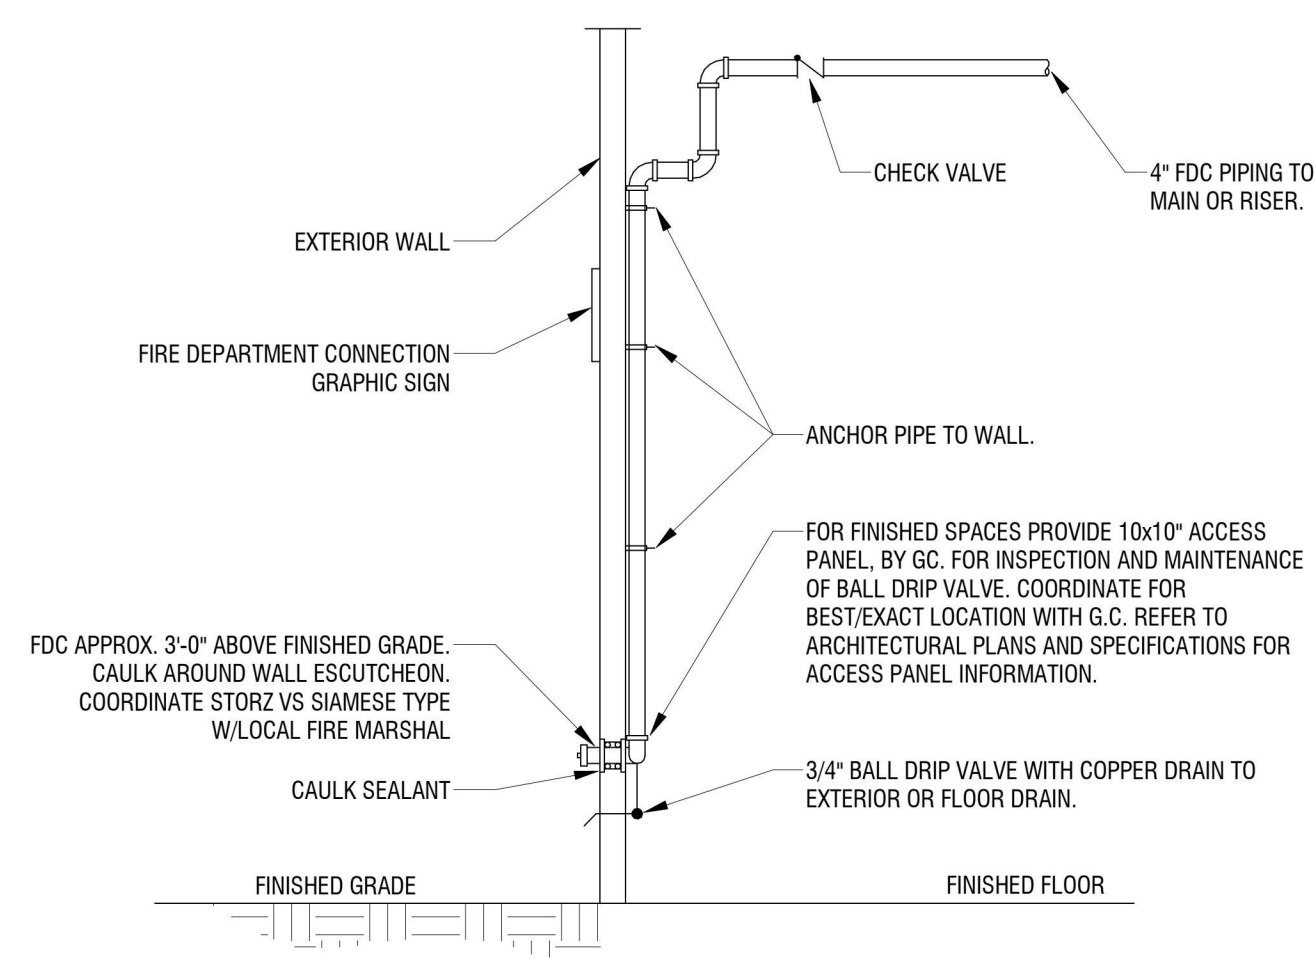 CHECK VALVE
4" FDC PIPING TO
MAIN OR RISER.
EXTERIOR WALL
FIRE DEPARTMENT CONNECTION
GRAPHIC SIGN
ANCHOR PIPE TO WALL.
FOR FINISHED SPACES PROVIDE 10x10" ACCESS
PANEL, BY GC. FOR INSPECTION AND MAINTENANCE
OF BALL DRIP VALVE. COORDINATE FOR
BEST/EXACT LOCATION WITH G.C. REFER TO
ARCHITECTURAL PLANS AND SPECIFICATIONS FOR
ACCESS PANEL INFORMATION.
FDC APPROX. 3'-0" ABOVE FINISHED GRADE.
CAULK AROUND WALL ESCUTCHEON.
COORDINATE STORZ VS SIAMESE TYPE
W/LOCAL FIRE MARSHAL
CAULK SEALANT
3/4" BALL DRIP VALVE WITH COPPER DRAIN TO
EXTERIOR OR FLOOR DRAIN.
FINISHED GRADE
FINISHED FLOOR